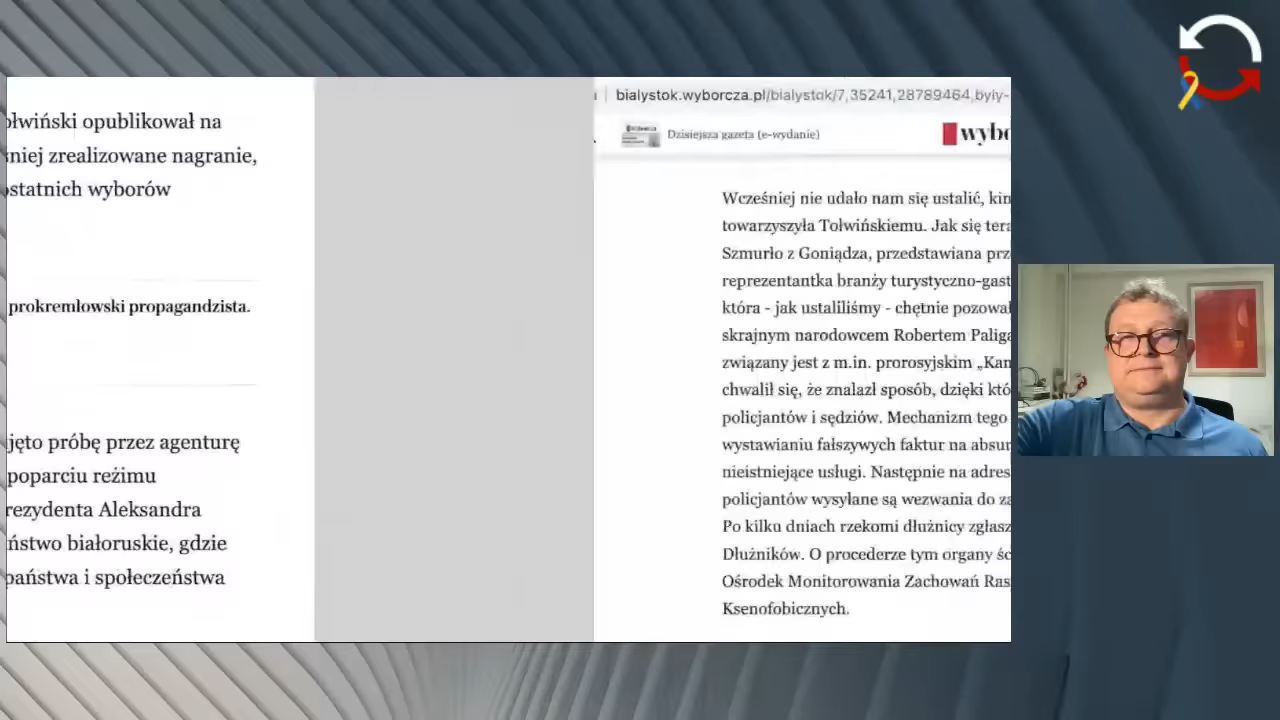 ołwiński opublikował na
śniej zrealizowane nagranie,
ostatnich wyborów
prokremlowski propagandzista.
jęto próbę przez agenturę
poparciu reżimu
rezydenta Aleksandra
ństwo białoruskie, gdzie
państwa i społeczeństwa
bialystok.wyborcza.pl/bialystok/7,35241,28789464,byly-
Dzisiejsza gazeta (e-wydanie)
wybo
Wcześniej nie udało nam się ustalić, kim
towarzyszyła Tołwińskiemu. Jak się tera
Szmurło z Goniądza, przedstawiana prz
reprezentantka branży turystyczno-gast
która - jak ustaliliśmy - chętnie pozował
skrajnym narodowcem Robertem Paliga
związany jest z m.in. prorosyjskim „Kam
chwalił się, że znalazł sposób, dzięki któ
policjantów i sędziów. Mechanizm tego
wystawianiu fałszywych faktur na absur
nieistniejące usługi. Następnie na adres
policjantów wysyłane są wezwania do za
Po kilku dniach rzekomi dłużnicy zgłasz
Dłużników. O procederze tym organy śc
Ośrodek Monitorowania Zachowań Ras
Ksenofobicznych.